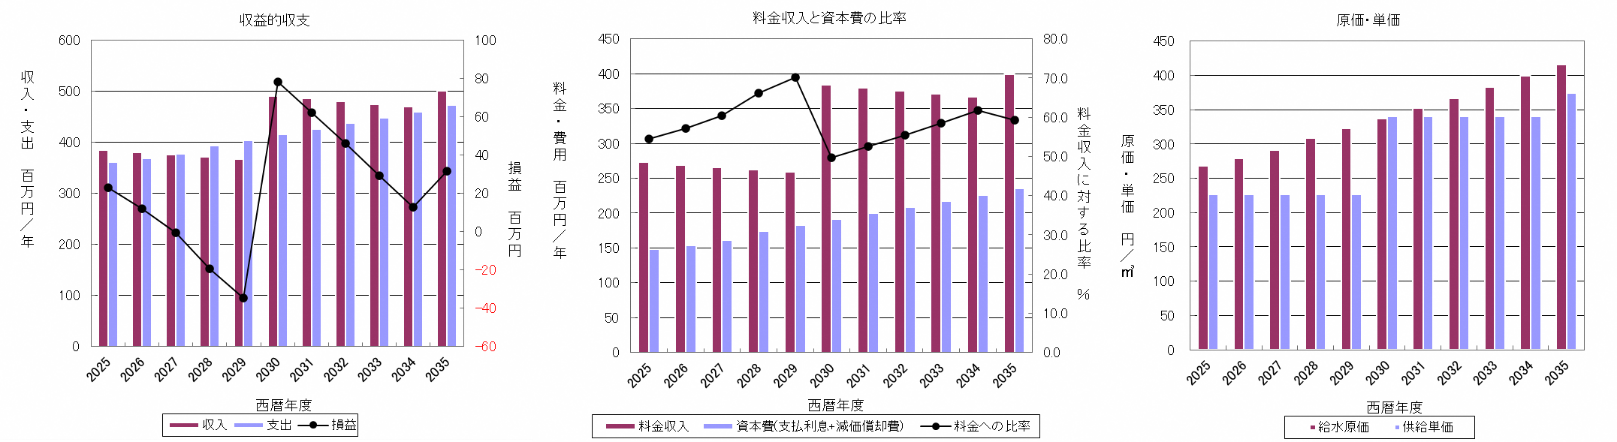 収益的収支
600
500
400
300
200
100
0
100
80
60
40
20
0
-20
-40
-60
収入・支出 百万円/年
損益 百万円
2025 2026 2027 2028 2029 2030 2031 2032 2033 2034 2035
西暦年度
収入 支出 損益
料金収入と資本費の比率
450
400
350
300
250
200
150
100
50
0
80.0
70.0
60.0
50.0
40.0
30.0
20.0
10.0
0.0
料金・費用 百万円/年
料金収入に対する比率 %
2025 2026 2027 2028 2029 2030 2031 2032 2033 2034 2035
西暦年度
料金収入 資本費(支払利息+減価償却費) 料金への比率
原価・単価
450
400
350
300
250
200
150
100
50
0
原価・単価 円/㎥
2025 2026 2027 2028 2029 2030 2031 2032 2033 2034 2035
西暦年度
給水原価 供給単価